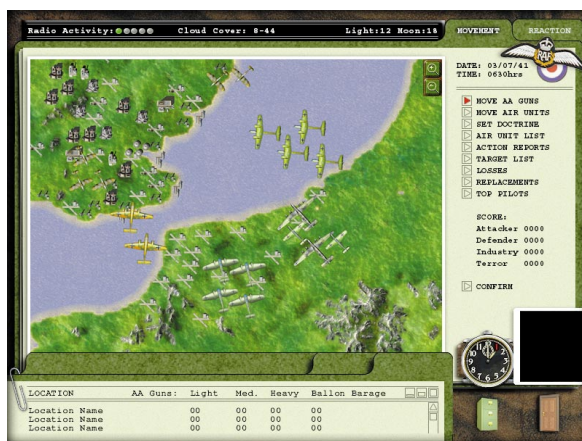 Radio Activity: Cloud Cover: 8-44 Light:12 Moon:18
MOVEMENT REACTION
RAF
DATE: 03/07/41
TIME: 0630hrs
MOVE AA GUNS
MOVE AIR UNITS
SET DOCTRINE
AIR UNIT LIST
ACTION REPORTS
TARGET LIST
LOSSES
REPLACEMENTS
TOP PILOTS
SCORE:
Attacker 0000
Defender 0000
Industry 0000
Terror 0000
CONFIRM
LOCATION AA Guns: Light Med. Heavy Ballon Barage
Location Name 00 00 00 00
Location Name 00 00 00 00
Location Name 00 00 00 00